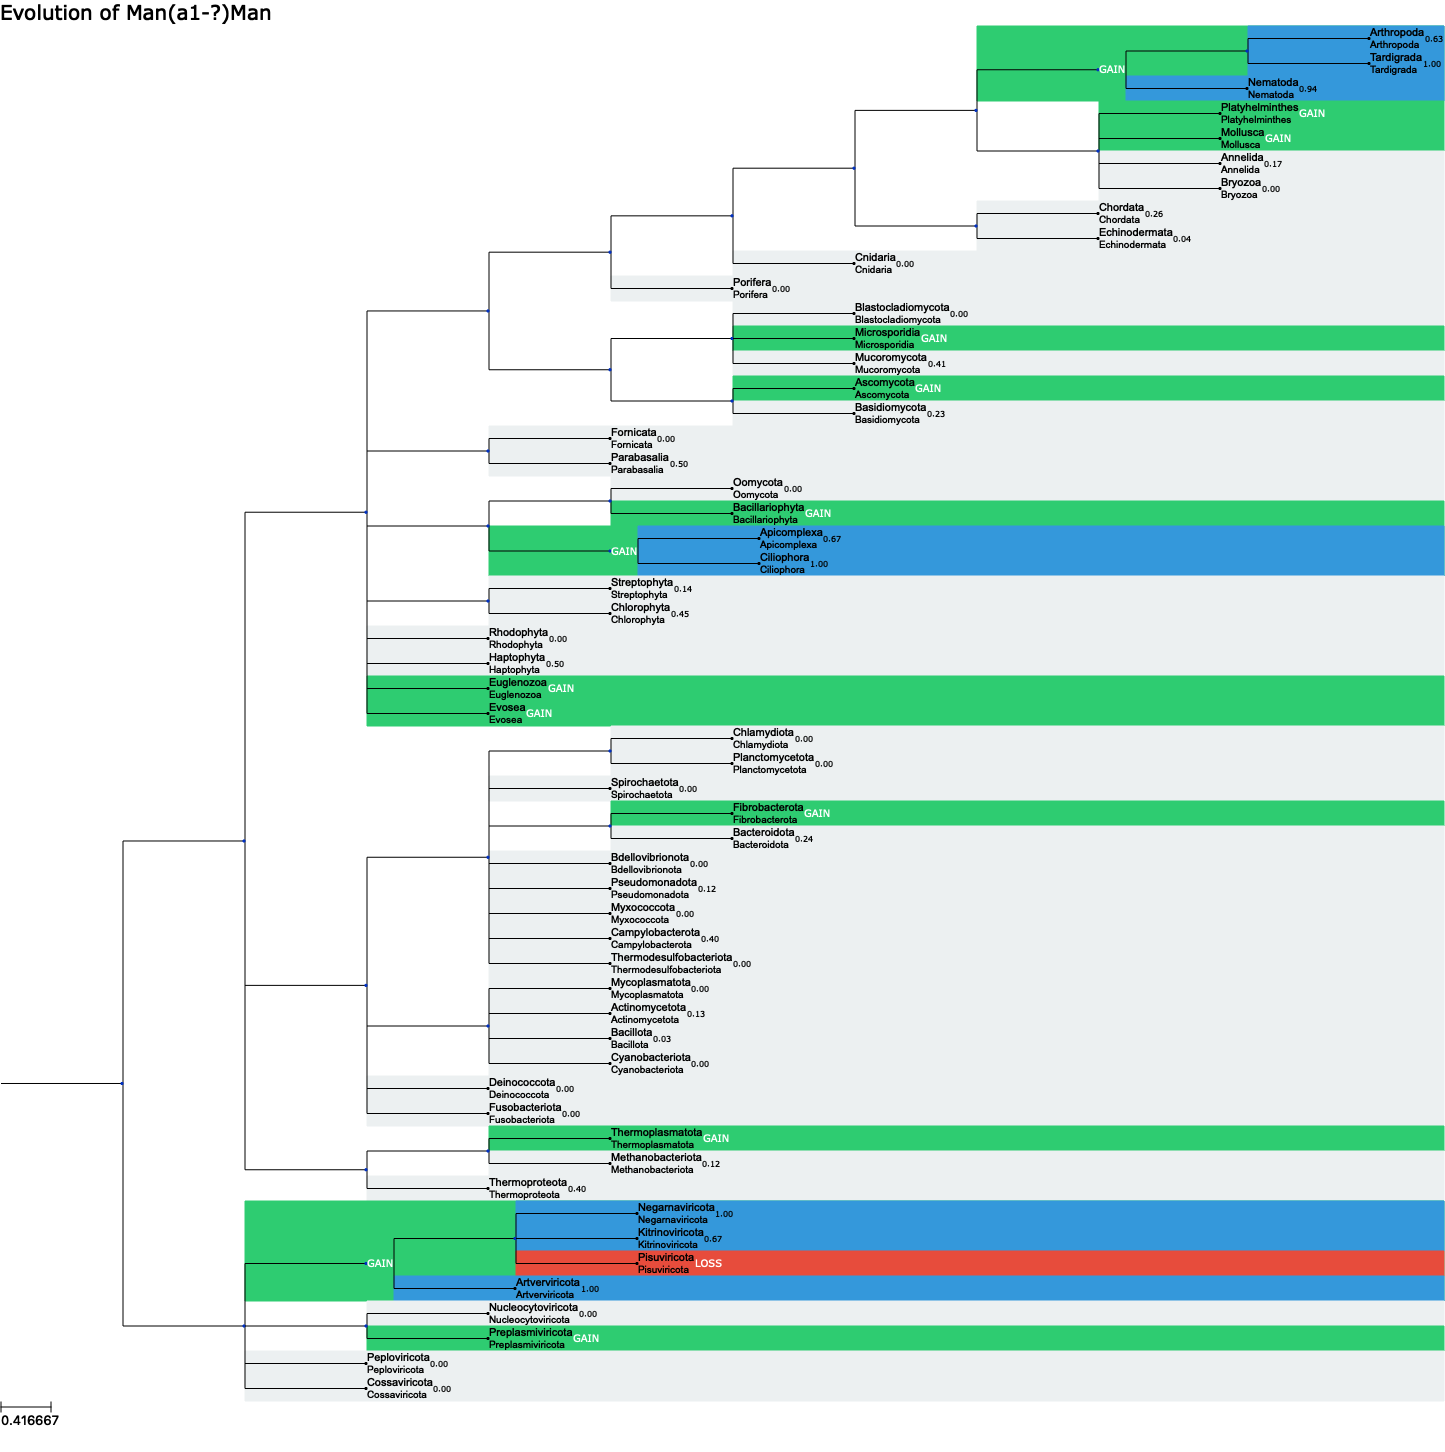 Evolution of Man(a1-?)Man
Arthropoda
0.63
Arthropoda
Tardigrada
1.00
Tardigrada
GAIN
Nematoda
0.94
Nematoda
Platyhelminthes
GAIN
Platyhelminthes
Mollusca
GAIN
Mollusca
Annelida
0.17
Annelida
Bryozoa
0.00
Bryozoa
Chordata
0.26
Chordata
Echinodermata
0.04
Echinodermata
Cnidaria
0.00
Cnidaria
Porifera
0.00
Porifera
Blastocladiomycota
0.00
Blastocladiomycota
Microsporidia
GAIN
Microsporidia
Mucoromycota
0.41
Mucoromycota
Ascomycota
GAIN
Ascomycota
Basidiomycota
0.23
Basidiomycota
Fornicata
0.00
Fornicata
Parabasalia
0.50
Parabasalia
Oomycota
0.00
Oomycota
Bacillariophyta
GAIN
Bacillariophyta
Apicomplexa
0.67
Apicomplexa
GAIN
Ciliophora
1.00
Ciliophora
Streptophyta
0.14
Streptophyta
Chlorophyta
0.45
Chlorophyta
Rhodophyta
0.00
Rhodophyta
Haptophyta
0.50
Haptophyta
Euglenozoa
GAIN
Euglenozoa
Evosea
GAIN
Evosea
Chlamydiota
0.00
Chlamydiota
Planctomycetota
0.00
Planctomycetota
Spirochaetota
0.00
Spirochaetota
Fibrobacterota
GAIN
Fibrobacterota
Bacteroidota
0.24
Bacteroidota
Bdellovibrionota
0.00
Bdellovibrionota
Pseudomonadota
0.12
Pseudomonadota
Myxococcota
0.00
Myxococcota
Campylobacterota
0.40
Campylobacterota
Thermodesulfobacteriota
0.00
Thermodesulfobacteriota
Mycoplasmatota
0.00
Mycoplasmatota
Actinomycetota
0.13
Actinomycetota
Bacillota
0.03
Bacillota
Cyanobacteriota
0.00
Cyanobacteriota
Deinococcota
0.00
Deinococcota
Fusobacteriota
0.00
Fusobacteriota
Thermoplasmatota
GAIN
Thermoplasmatota
Methanobacteriota
0.12
Methanobacteriota
Thermoproteota
0.40
Thermoproteota
Negarnaviricota
1.00
Negarnaviricota
Kitrinoviricota
0.67
Kitrinoviricota
GAIN
Pisuviricota
LOSS
Pisuviricota
Artverviricota
1.00
Artverviricota
Nucleocytoviricota
0.00
Nucleocytoviricota
Preplasmiviricota
GAIN
Preplasmiviricota
Peploviricota
0.00
Peploviricota
Cossaviricota
0.00
Cossaviricota
0.416667